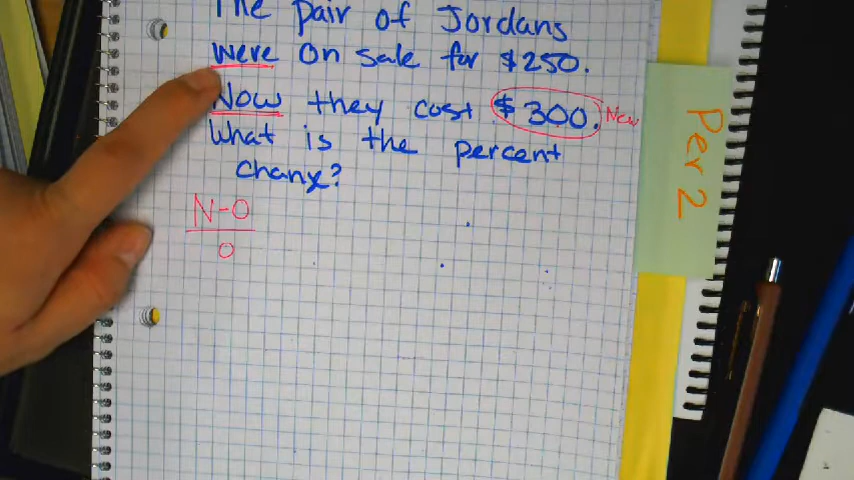 The pair of Jordans
were on sale for $250.
Now they cost $300. New
What is the percent
change?
N-O
O
Per 2